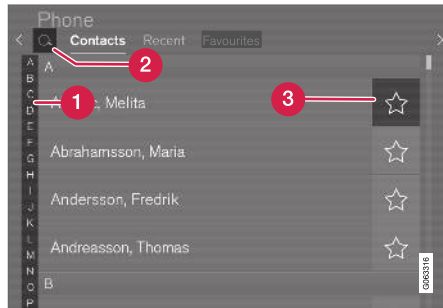 Phone
Contacts Recent Favourites
2
A
A
B
C
D
E
F
G
H
I
J
K
L
M
N
O
P
1
Melita
3
Abrahamsson, Maria
Andersson, Fredrik
Andreasson, Thomas
B
G063316